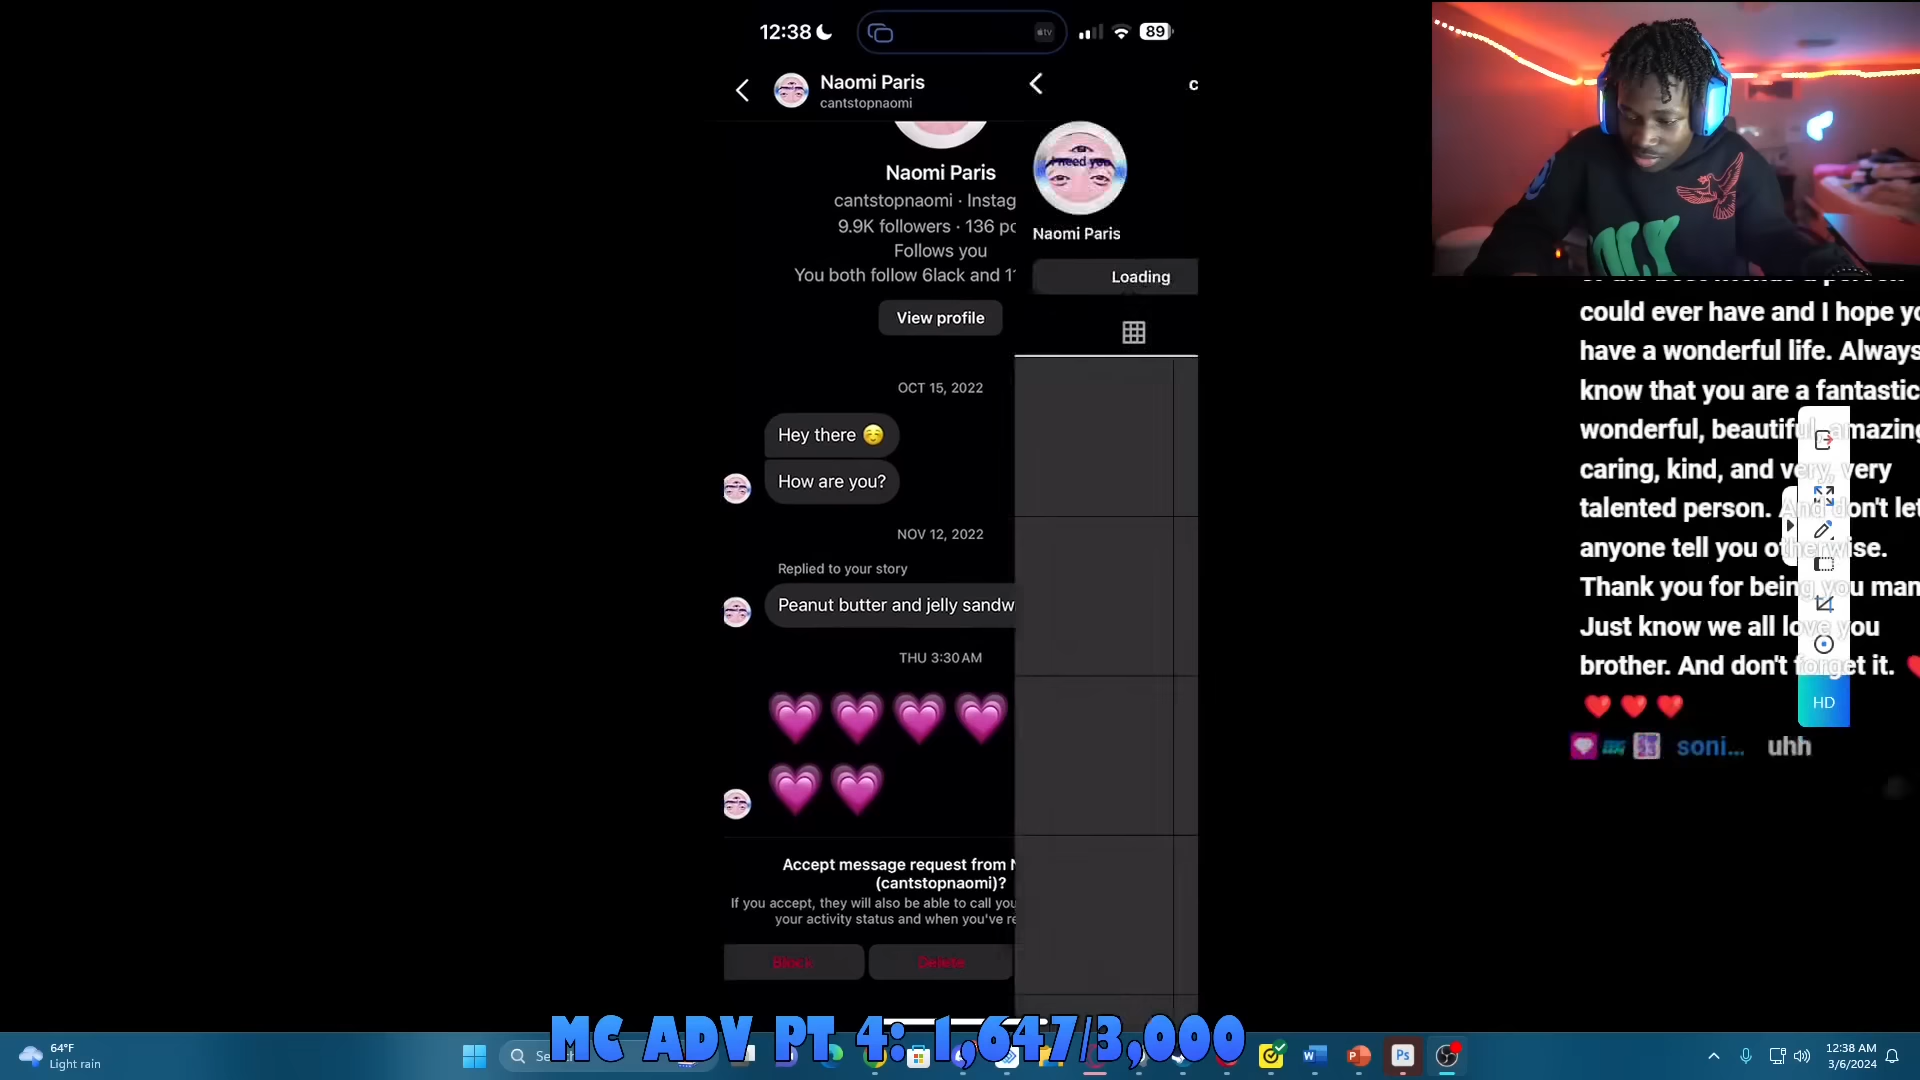 12:38
tv
89
Naomi Paris
cantstopnaomi
c
Naomi Paris
cantstopnaomi · Instag
9.9K followers · 136 po
Follows you
You both follow 6lack and 1
View profile
I need you
Naomi Paris
Loading
OCT 15, 2022
Hey there ☺️
How are you?
NOV 12, 2022
Replied to your story
Peanut butter and jelly sandw
THU 3:30 AM
💗💗💗💗
💗💗
Accept message request from N
(cantstopnaomi)?
If you accept, they will also be able to call you
your activity status and when you've re
Block
Delete
could ever have and I hope yo
have a wonderful life. Always
know that you are a fantastic
wonderful, beautiful, amazing
caring, kind, and very, very
talented person. And don't let
anyone tell you otherwise.
Thank you for being you man
Just know we all love you
brother. And don't forget it. ❤️
❤️ ❤️ ❤️
HD
soni... uhh
MC ADV PT 4: 1,647/3,000
64°F
Light rain
Ps
12:38 AM
3/6/2024